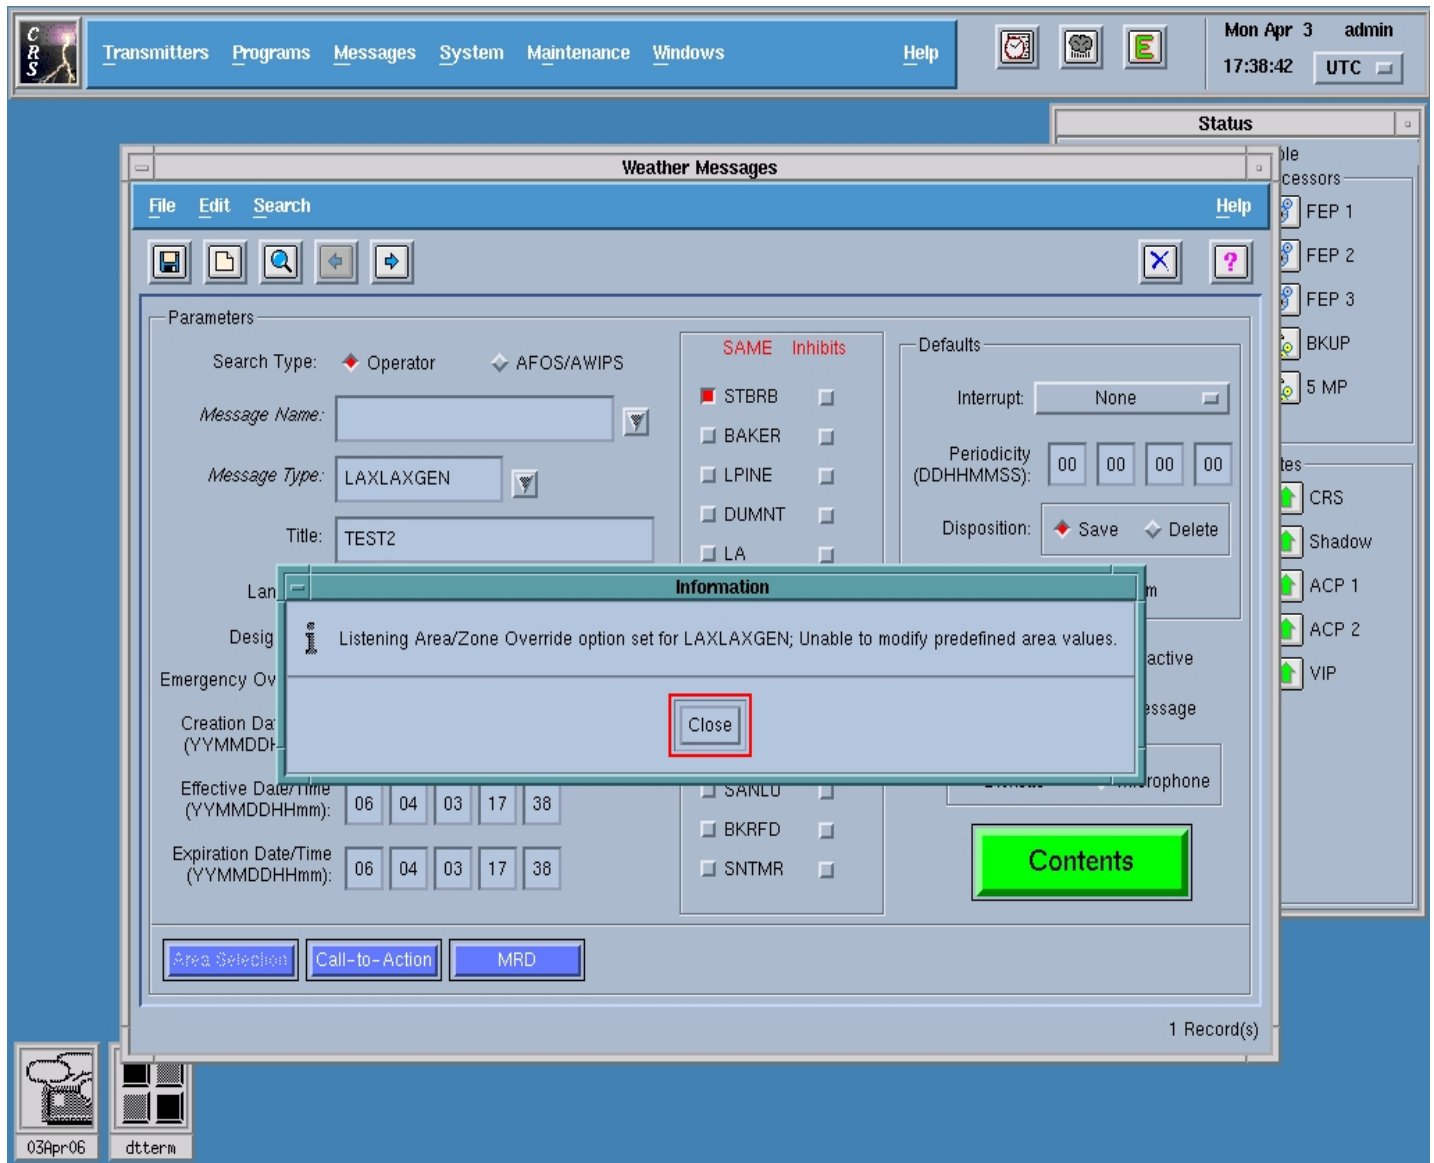 CRS
Transmitters Programs Messages System Maintenance Windows Help
E
Mon Apr 3 admin
17:38:42 UTC
Status
Weather Messages
File Edit Search Help
?
cessors
FEP 1
FEP 2
FEP 3
BKUP
5 MP
CRS
Shadow
ACP 1
ACP 2
VIP
Parameters
Search Type: Operator AFOS/AWIPS
Message Name:
Message Type: LAXLAXGEN
Title: TEST2
Lan
Desig
Emergency Ov
Creation Da
(YYMMDDH
Effective Date/Time
(YYMMDDHHmm): 06 04 03 17 38
Expiration Date/Time
(YYMMDDHHmm): 06 04 03 17 38
SAME Inhibits
STBRB
BAKER
LPINE
DUMNT
LA
SANLU
BKRFD
SNTMR
Defaults
Interrupt: None
Periodicity
(DDHHMMSS): 00 00 00 00
Disposition: Save Delete
m
active
essage
Contents
Information
i Listening Area/Zone Override option set for LAXLAXGEN; Unable to modify predefined area values.
Close
Area Selection Call-to-Action MRD
1 Record(s)
03Apr06 dtterm